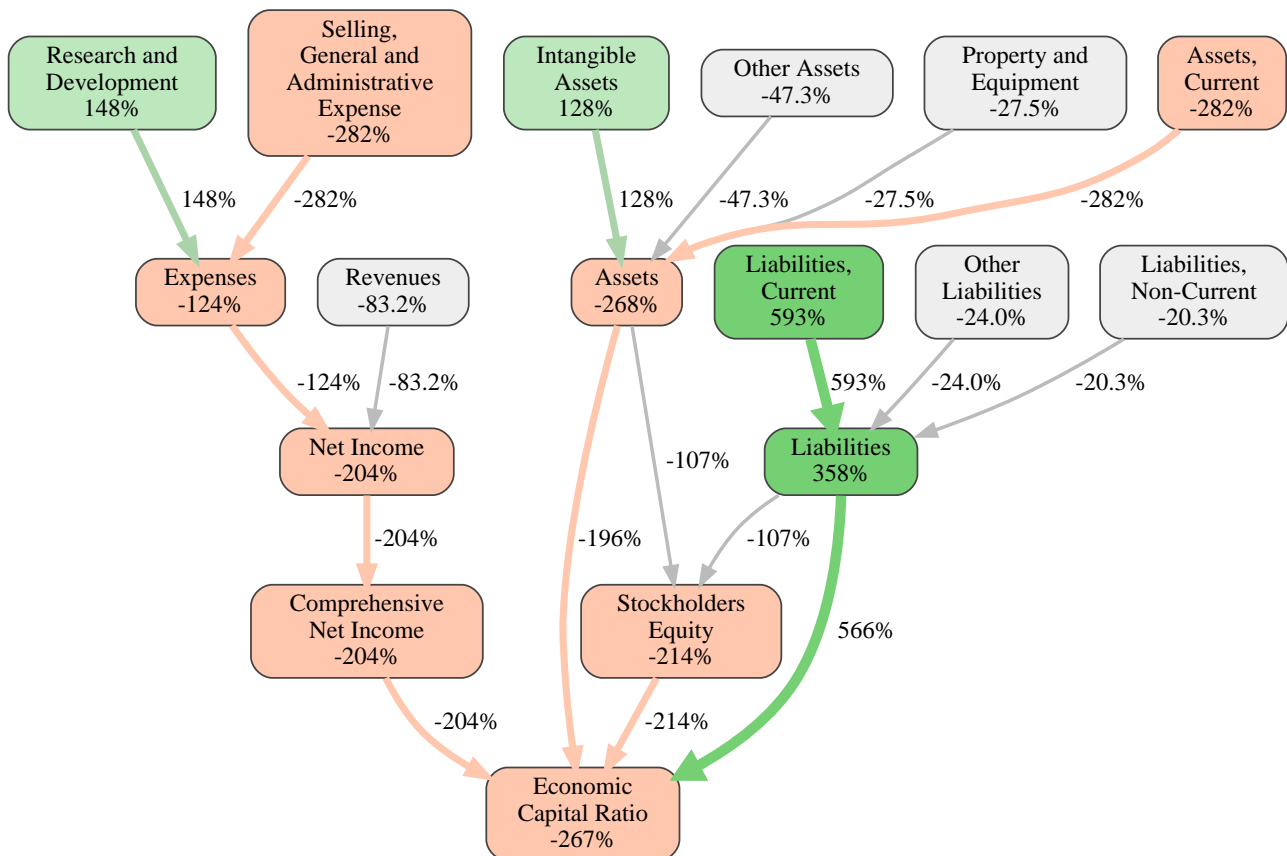 Research and
Development
148%
Selling,
General and
Administrative
Expense
-282%
Intangible
Assets
128%
Other Assets
-47.3%
Property and
Equipment
-27.5%
Assets,
Current
-282%
148%
-282%
128%
-47.3%
-27.5%
-282%
Expenses
-124%
Revenues
-83.2%
Assets
-268%
Liabilities,
Current
593%
Other
Liabilities
-24.0%
Liabilities,
Non-Current
-20.3%
-124%
-83.2%
593%
-24.0%
-20.3%
Net Income
-204%
-107%
Liabilities
358%
-204%
-196%
-107%
Comprehensive
Net Income
-204%
Stockholders
Equity
-214%
566%
-204%
-214%
Economic
Capital Ratio
-267%